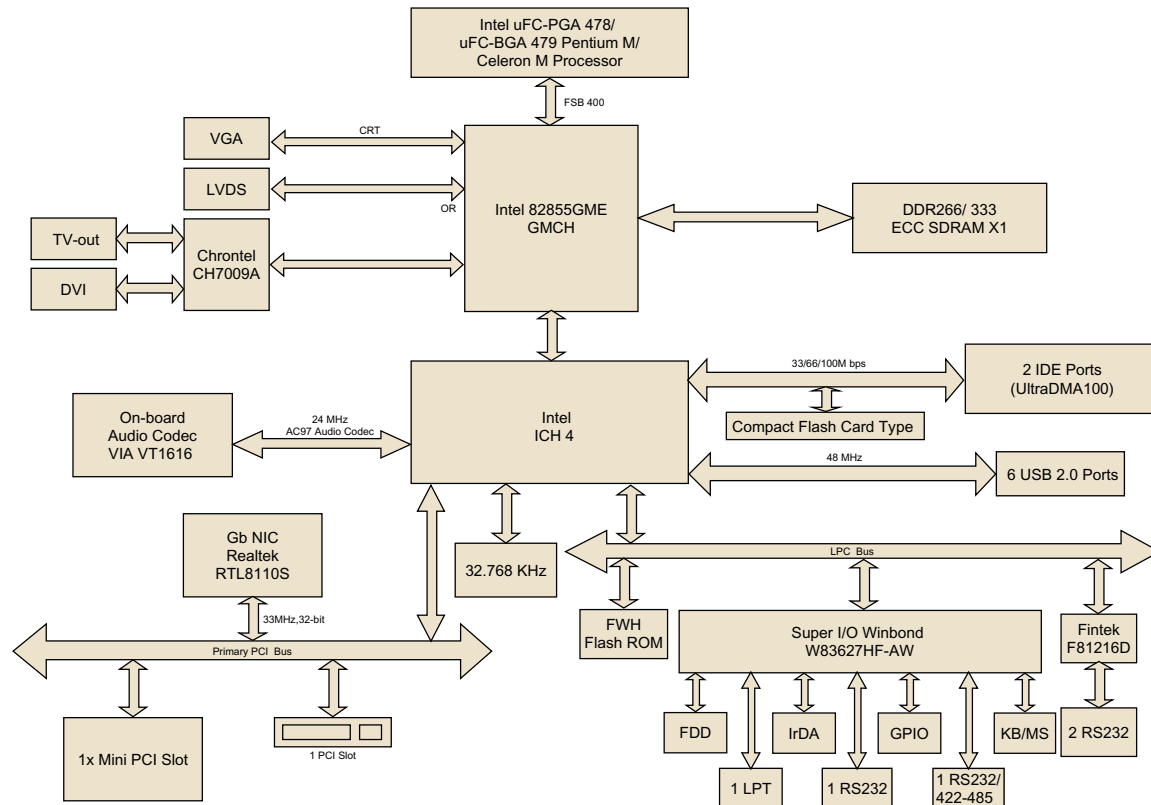 Intel uFC-PGA 478/
uFC-BGA 479 Pentium M/
Celeron M Processor
FSB 400
VGA
CRT
LVDS
OR
Intel 82855GME
GMCH
DDR266/ 333
ECC SDRAM X1
TV-out
Chrontel
CH7009A
DVI
33/66/100M bps
2 IDE Ports
(UltraDMA100)
On-board
Audio Codec
VIA VT1616
24 MHz
AC97 Audio Codec
Intel
ICH 4
Compact Flash Card Type
48 MHz
6 USB 2.0 Ports
Gb NIC
Realtek
RTL8110S
32.768 KHz
LPC Bus
33MHz,32-bit
FWH
Flash ROM
Super I/O Winbond
W83627HF-AW
Fintek
F81216D
Primary PCI Bus
FDD
IrDA
GPIO
KB/MS
2 RS232
1x Mini PCI Slot
1 PCI Slot
1 LPT
1 RS232
1 RS232/
422-485